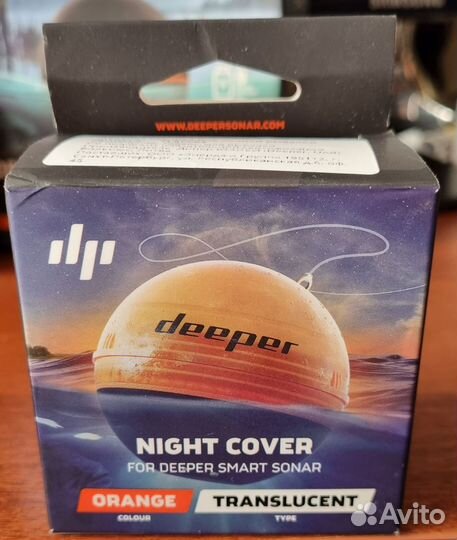 WWW.DEEPERSONAR.COM
deeper
NIGHT COVER
FOR DEEPER SMART SONAR
ORANGE
TRANSLUCENT
COLOUR
TYPE
Avito